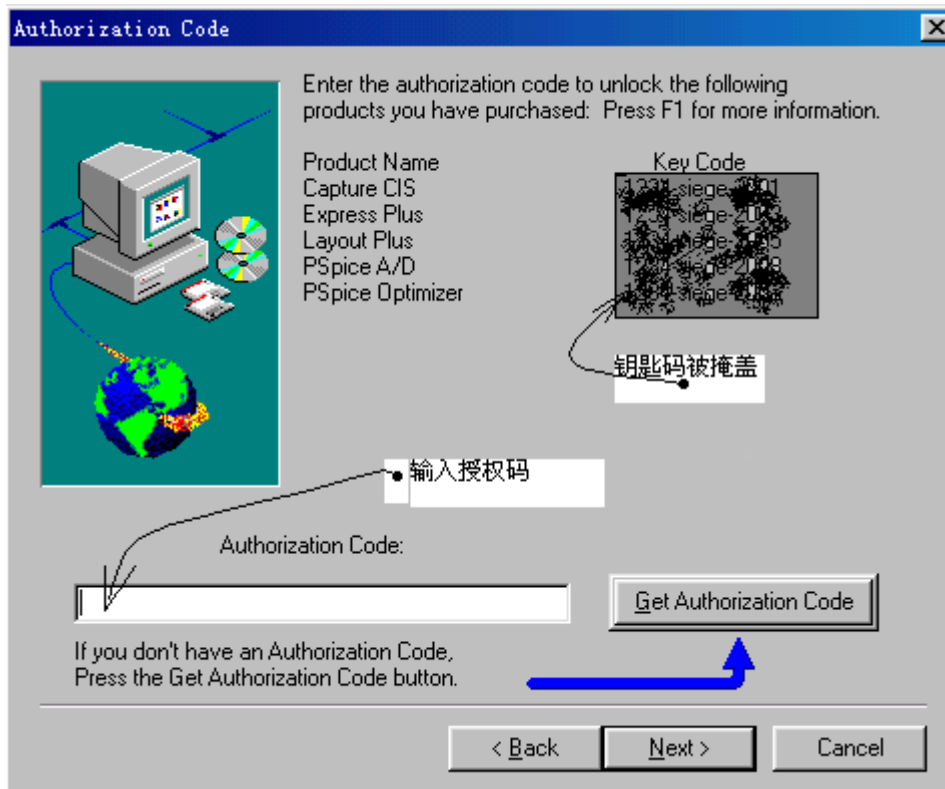 Authorization Code
Enter the authorization code to unlock the following
products you have purchased: Press F1 for more information.
Product Name Key Code
Capture CIS
Express Plus
Layout Plus
PSpice A/D
PSpice Optimizer
钥匙码被掩盖
输入授权码
Authorization Code:
Get Authorization Code
If you don't have an Authorization Code,
Press the Get Authorization Code button.
< Back Next > Cancel